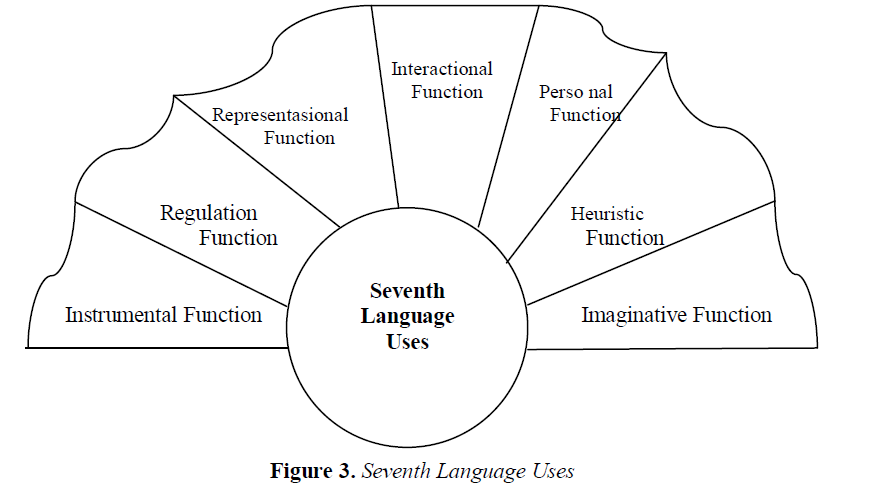 Interactional
Function
Perso nal
Function
Representasional
Function
Regulation
Function
Heuristic
Function
Instrumental Function
Seventh
Language
Uses
Imaginative Function
Figure 3. Seventh Language Uses